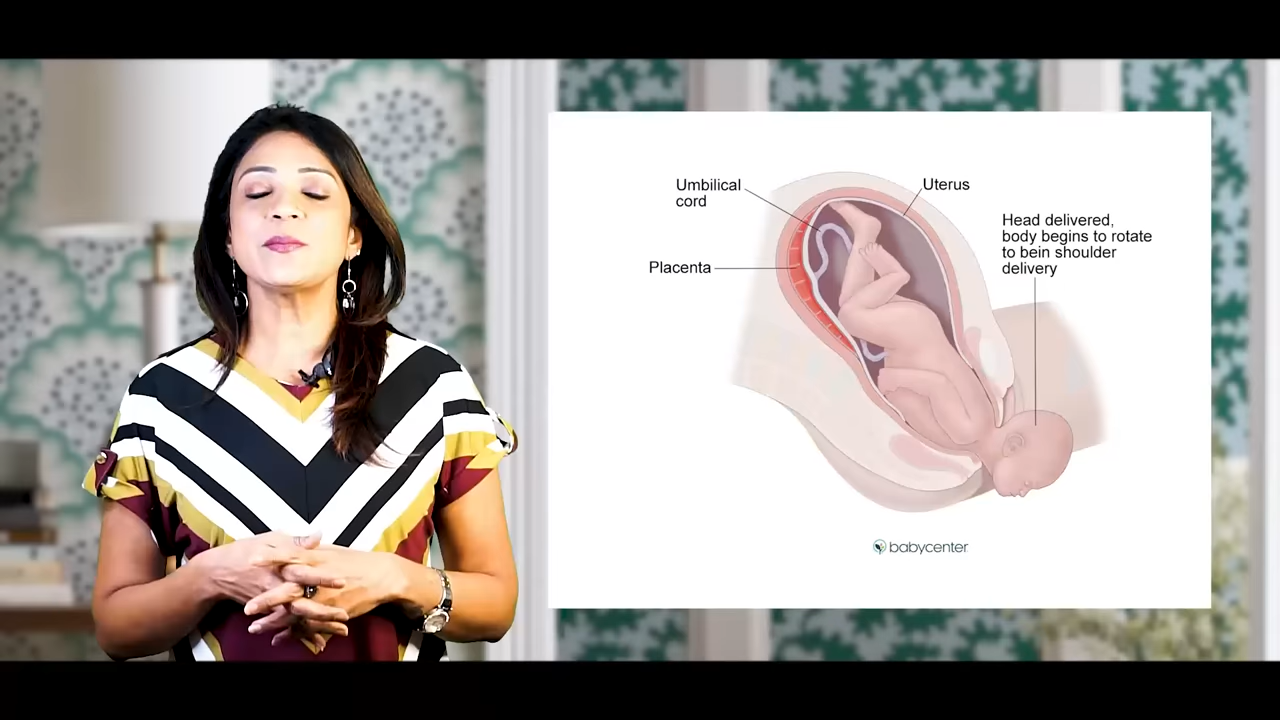 Umbilical
cord
Uterus
Placenta
Head delivered,
body begins to rotate
to bein shoulder
delivery
babycenter